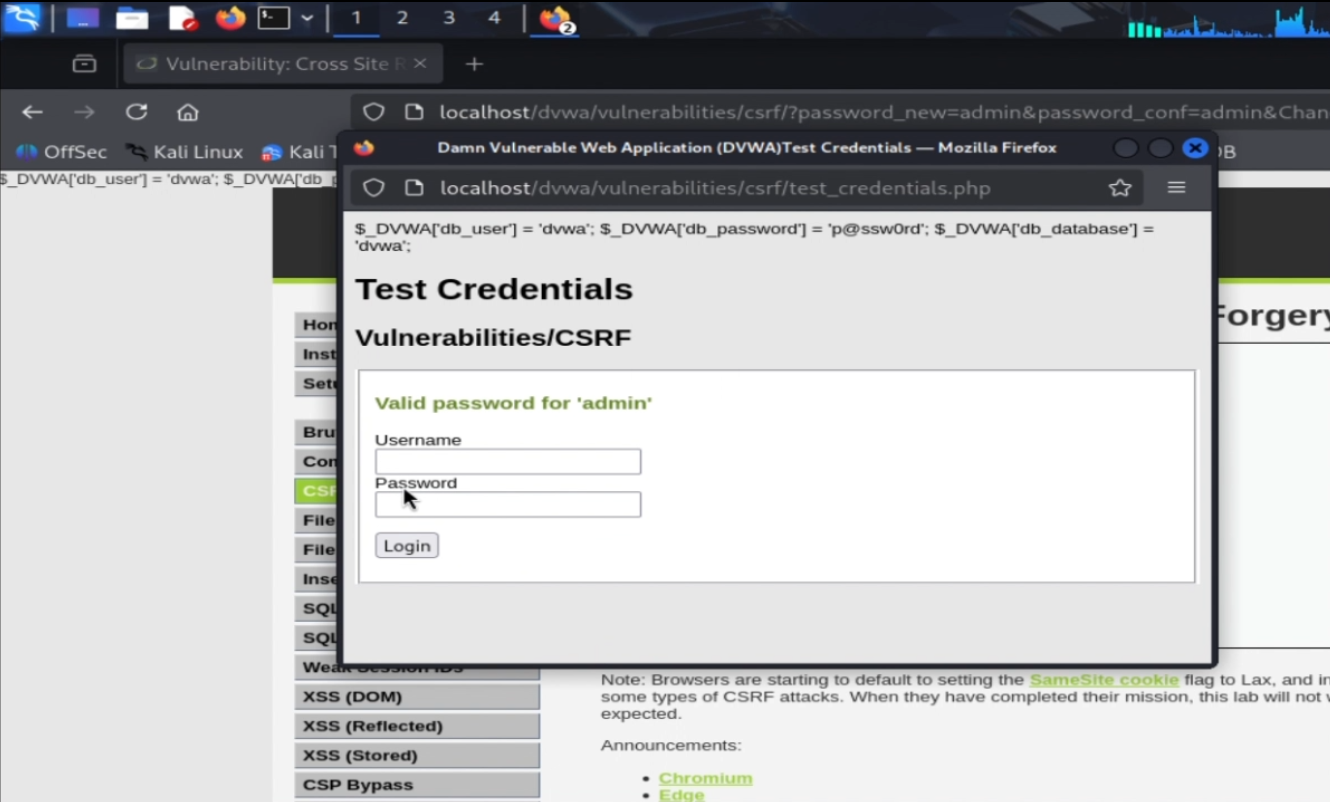 1 2 3 4
2
Vulnerability: Cross Site R
localhost/dvwa/vulnerabilities/csrf/?password_new=admin&password_conf=admin&Chan
OffSec Kali Linux Kali T
DB
$_DVWA['db_user'] = 'dvwa'; $_DVWA['db_p
Damn Vulnerable Web Application (DVWA)Test Credentials — Mozilla Firefox
localhost/dvwa/vulnerabilities/csrf/test_credentials.php
$_DVWA['db_user'] = 'dvwa'; $_DVWA['db_password'] = 'p@ssw0rd'; $_DVWA['db_database'] =
'dvwa';
Test Credentials
Vulnerabilities/CSRF
Valid password for 'admin'
Username
Password
Login
Forgery
Hom
Inst
Setu
Bru
Com
CSF
File
File
Inse
SQL
SQL
Weak Session IDs
XSS (DOM)
XSS (Reflected)
XSS (Stored)
CSP Bypass
Note: Browsers are starting to default to setting the SameSite cookie flag to Lax, and in
some types of CSRF attacks. When they have completed their mission, this lab will not w
expected.
Announcements:
• Chromium
• Edge